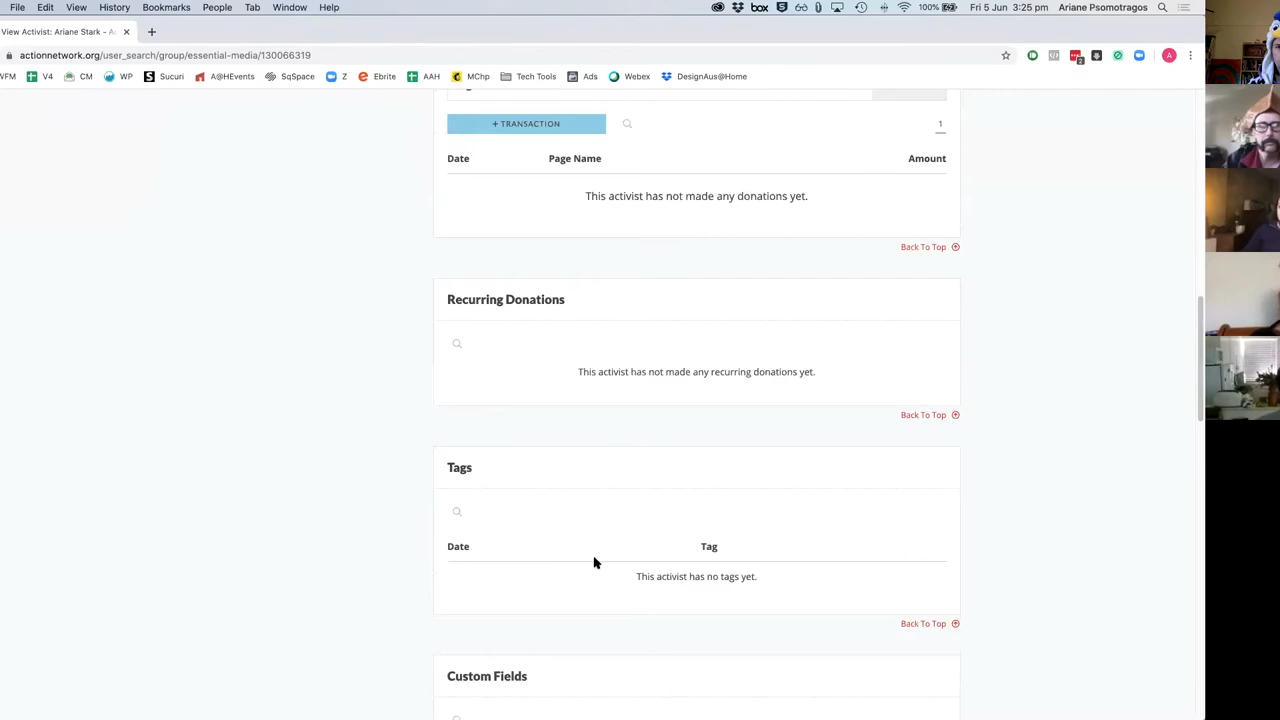 File Edit View History Bookmarks People Tab Window Help box 100% Fri 5 Jun 3:25 pm Ariane Psomotragos
View Activist: Ariane Stark - A
actionnetwork.org/user_search/group/essential-media/130066319 2 A
WFM V4 CM WP Sucuri A@HEvents SqSpace Z Ebrite AAH MChp Tech Tools Ads Webex DesignAus@Home
+ TRANSACTION 1
Date Page Name Amount
This activist has not made any donations yet.
Back To Top
Recurring Donations
This activist has not made any recurring donations yet.
Back To Top
Tags
Date Tag
This activist has no tags yet.
Back To Top
Custom Fields